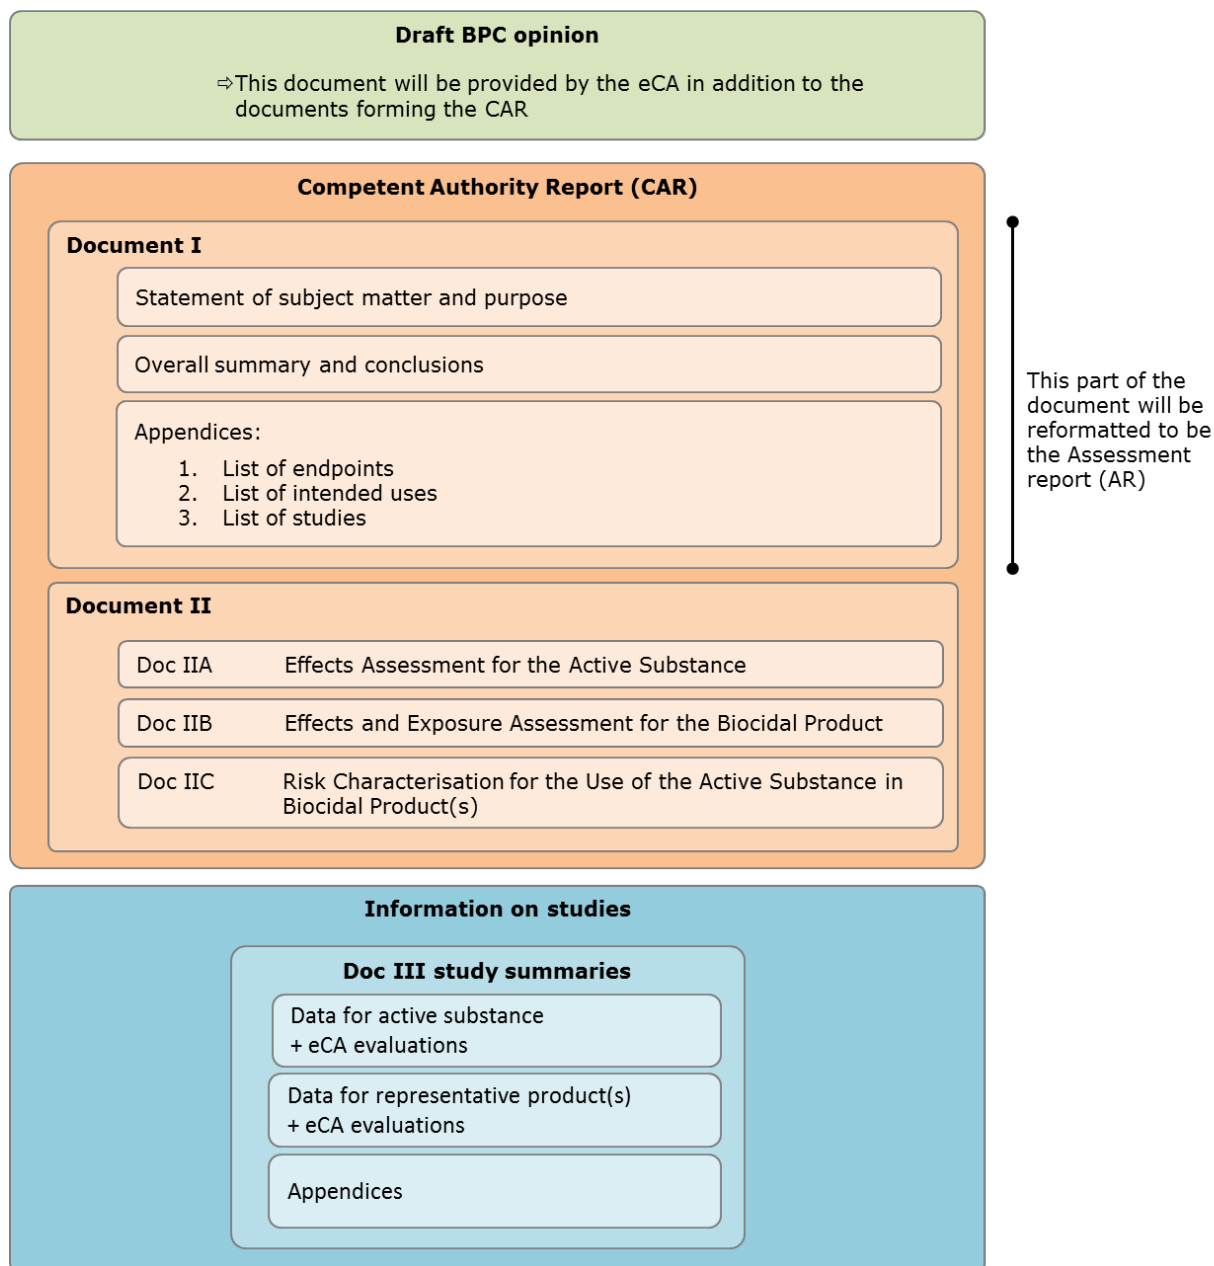 Draft BPC opinion
⇨This document will be provided by the eCA in addition to the
documents forming the CAR
Competent Authority Report (CAR)
Document I
Statement of subject matter and purpose
Overall summary and conclusions
Appendices:
1. List of endpoints
2. List of intended uses
3. List of studies
This part of the
document will be
reformatted to be
the Assessment
report (AR)
Document II
Doc IIA Effects Assessment for the Active Substance
Doc IIB Effects and Exposure Assessment for the Biocidal Product
Doc IIC Risk Characterisation for the Use of the Active Substance in
Biocidal Product(s)
Information on studies
Doc III study summaries
Data for active substance
+ eCA evaluations
Data for representative product(s)
+ eCA evaluations
Appendices